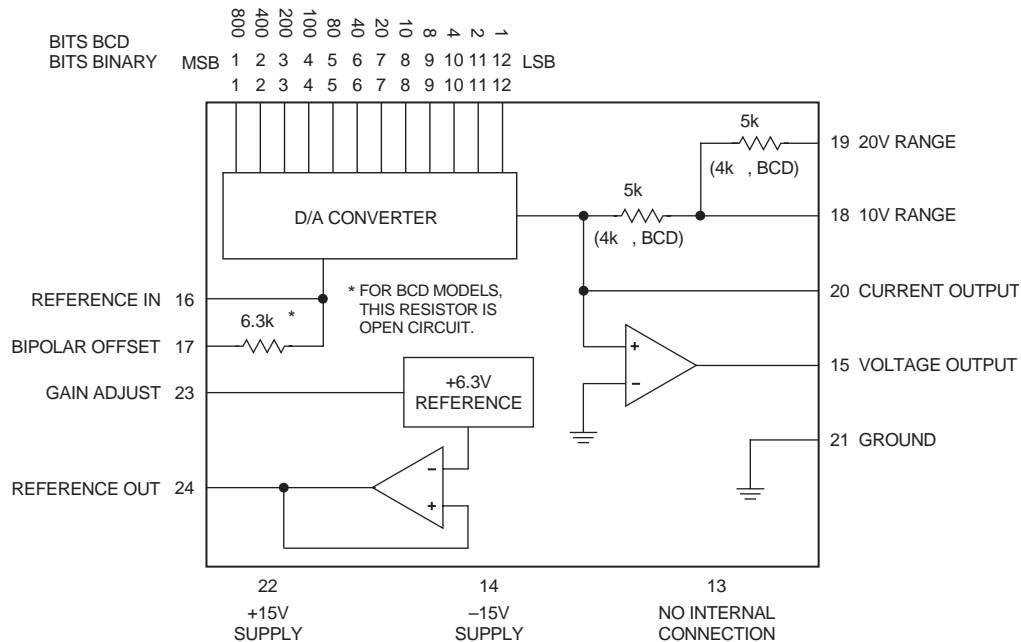 BITS BCD 800 400 200 100 80 40 20 10 8 4 2 1
BITS BINARY MSB 1 2 3 4 5 6 7 8 9 10 11 12 LSB
1 2 3 4 5 6 7 8 9 10 11 12
5k
19 20V RANGE
(4k , BCD)
5k
D/A CONVERTER
18 10V RANGE
(4k , BCD)
REFERENCE IN 16
* FOR BCD MODELS,
THIS RESISTOR IS
OPEN CIRCUIT.
20 CURRENT OUTPUT
6.3k *
BIPOLAR OFFSET 17
+
–
15 VOLTAGE OUTPUT
GAIN ADJUST 23
+6.3V
REFERENCE
21 GROUND
–
+
REFERENCE OUT 24
22
+15V
SUPPLY
14
–15V
SUPPLY
13
NO INTERNAL
CONNECTION